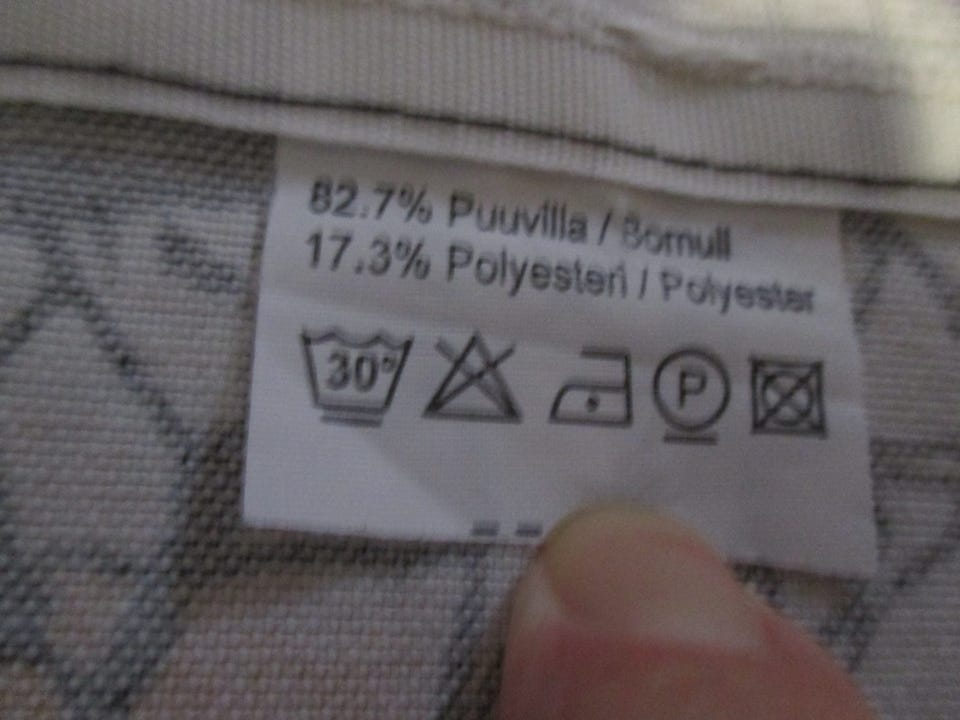 82.7% Puuvilla / Bomull
17.3% Polyesteri / Polyester
30° P